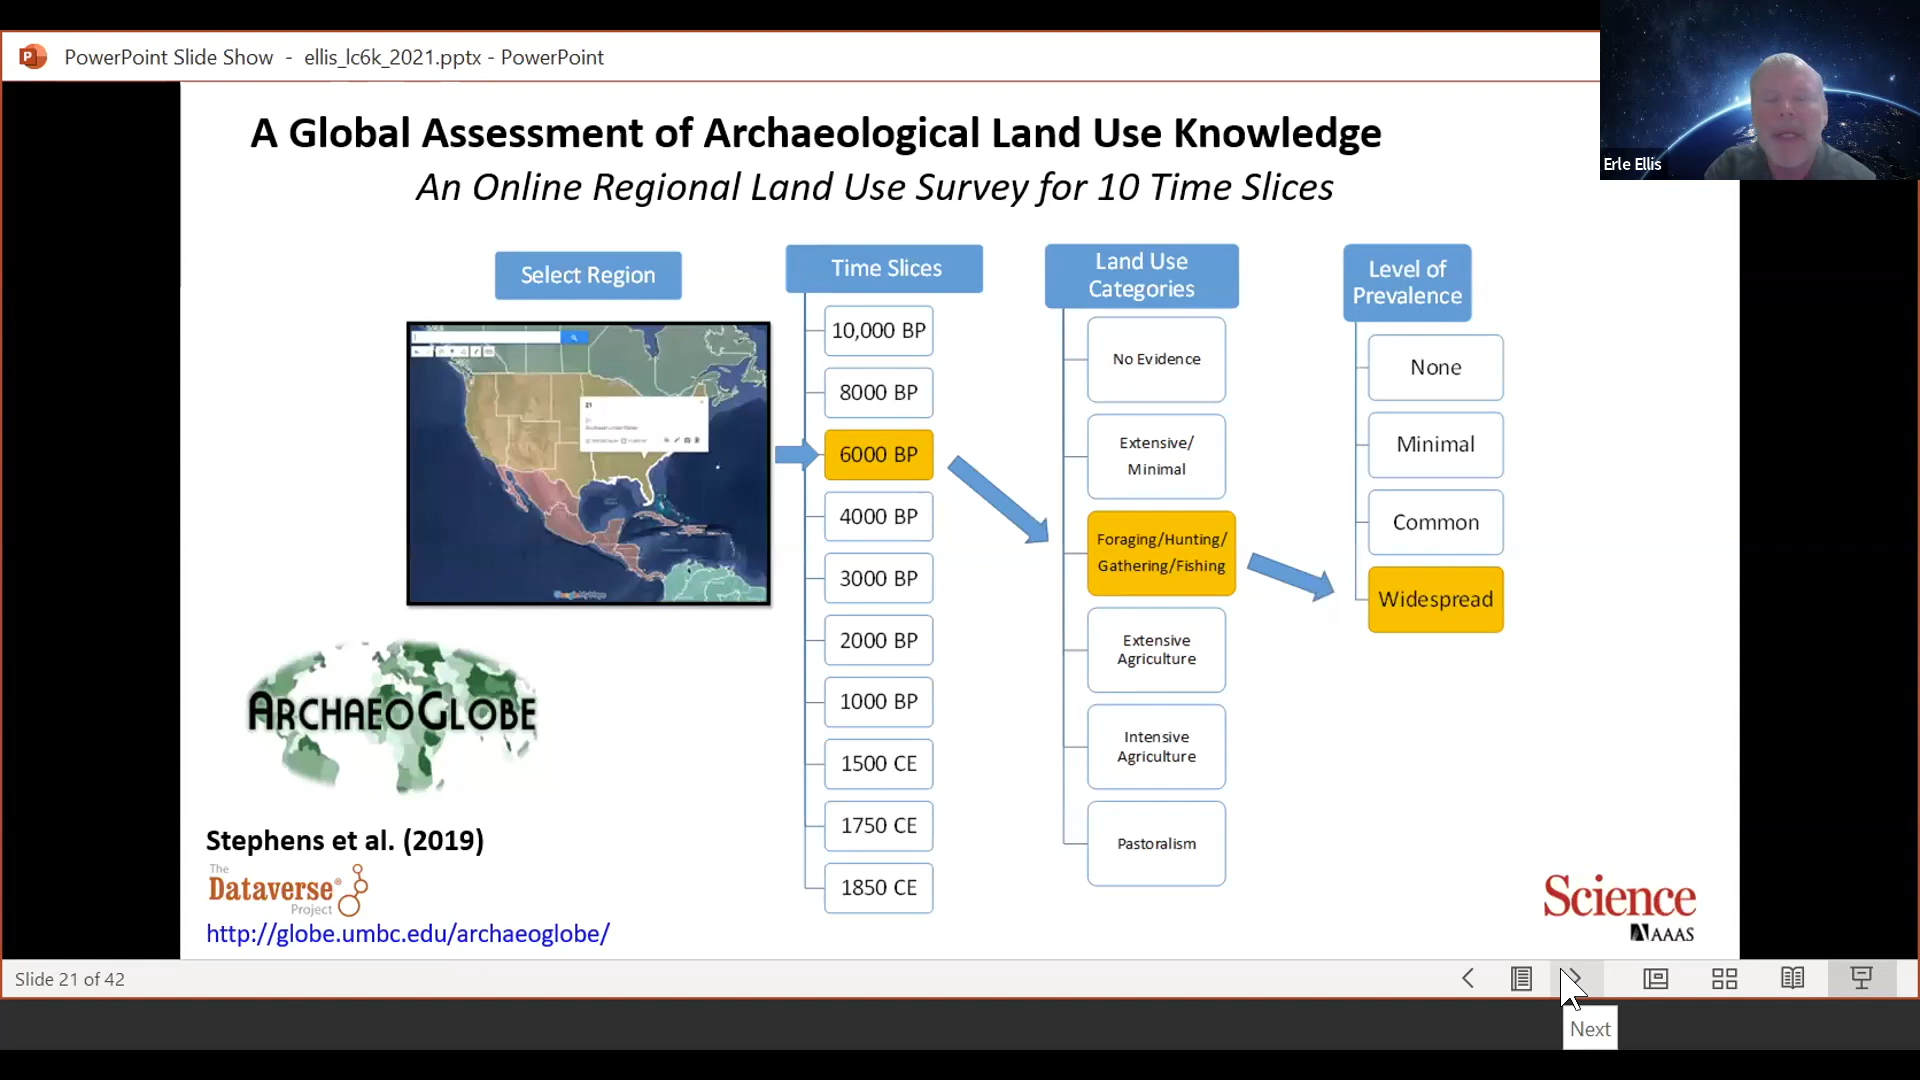 PowerPoint Slide Show - ellis_lc6k_2021.pptx - PowerPoint
Erle Ellis
A Global Assessment of Archaeological Land Use Knowledge
An Online Regional Land Use Survey for 10 Time Slices
Select Region
Time Slices
10,000 BP
8000 BP
6000 BP
4000 BP
3000 BP
2000 BP
1000 BP
1500 CE
1750 CE
1850 CE
Land Use
Categories
No Evidence
Extensive/
Minimal
Foraging/Hunting/
Gathering/Fishing
Extensive
Agriculture
Intensive
Agriculture
Pastoralism
Level of
Prevalence
None
Minimal
Common
Widespread
ARCHAEOGLOBE
Stephens et al. (2019)
The
Dataverse®
Project
http://globe.umbc.edu/archaeoglobe/
Science
AAAS
Slide 21 of 42
Next